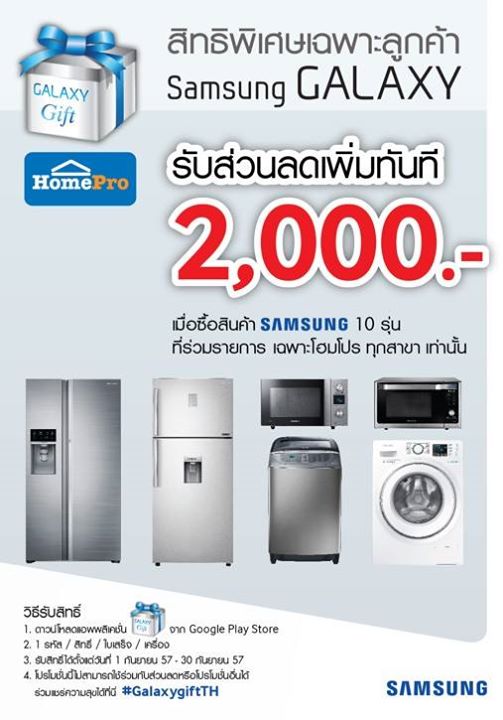 สิทธิพิเศษเฉพาะลูกค้า
Samsung GALAXY
GALAXY
Gift
HomePro
รับส่วนลดเพิ่มทันที
2,000.-
เมื่อซื้อสินค้า SAMSUNG 10 รุ่น
ที่ร่วมรายการ เฉพาะโฮมโปร ทุกสาขา เท่านั้น
วิธีรับสิทธิ์
1. ดาวน์โหลดแอพพลิเคชั่น GALAXY Gift จาก Google Play Store
2. 1 รหัส / สิทธิ์ / ใบเสร็จ / เครื่อง
3. รับสิทธิได้ตั้งแต่วันที่ 1 กันยายน 57 - 30 กันยายน 57
4. โปรโมชั่นนี้ไม่สามารถใช้ร่วมกับส่วนลดหรือโปรโมชั่นอื่นได้
ร่วมแชร์ความสุขได้ที่นี่ #GalaxygiftTH
SAMSUNG